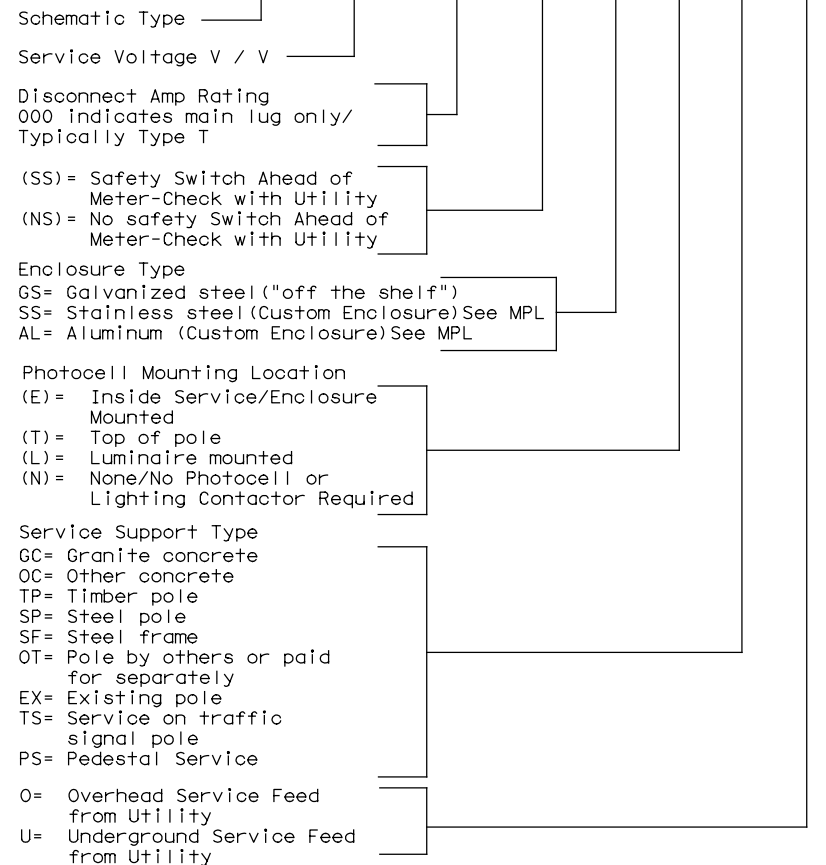 Schematic Type
Service Voltage V / V
Disconnect Amp Rating
000 indicates main lug only/
Typically Type T
(SS)= Safety Switch Ahead of
Meter-Check with Utility
(NS)= No safety Switch Ahead of
Meter-Check with Utility
Enclosure Type
GS= Galvanized steel("off the shelf")
SS= Stainless steel(Custom Enclosure)See MPL
AL= Aluminum (Custom Enclosure)See MPL
Photocell Mounting Location
(E)= Inside Service/Enclosure
Mounted
(T)= Top of pole
(L)= Luminaire mounted
(N)= None/No Photocell or
Lighting Contactor Required
Service Support Type
GC= Granite concrete
OC= Other concrete
TP= Timber pole
SP= Steel pole
SF= Steel frame
OT= Pole by others or paid
for separately
EX= Existing pole
TS= Service on traffic
signal pole
PS= Pedestal Service
O= Overhead Service Feed
from Utility
U= Underground Service Feed
from Utility